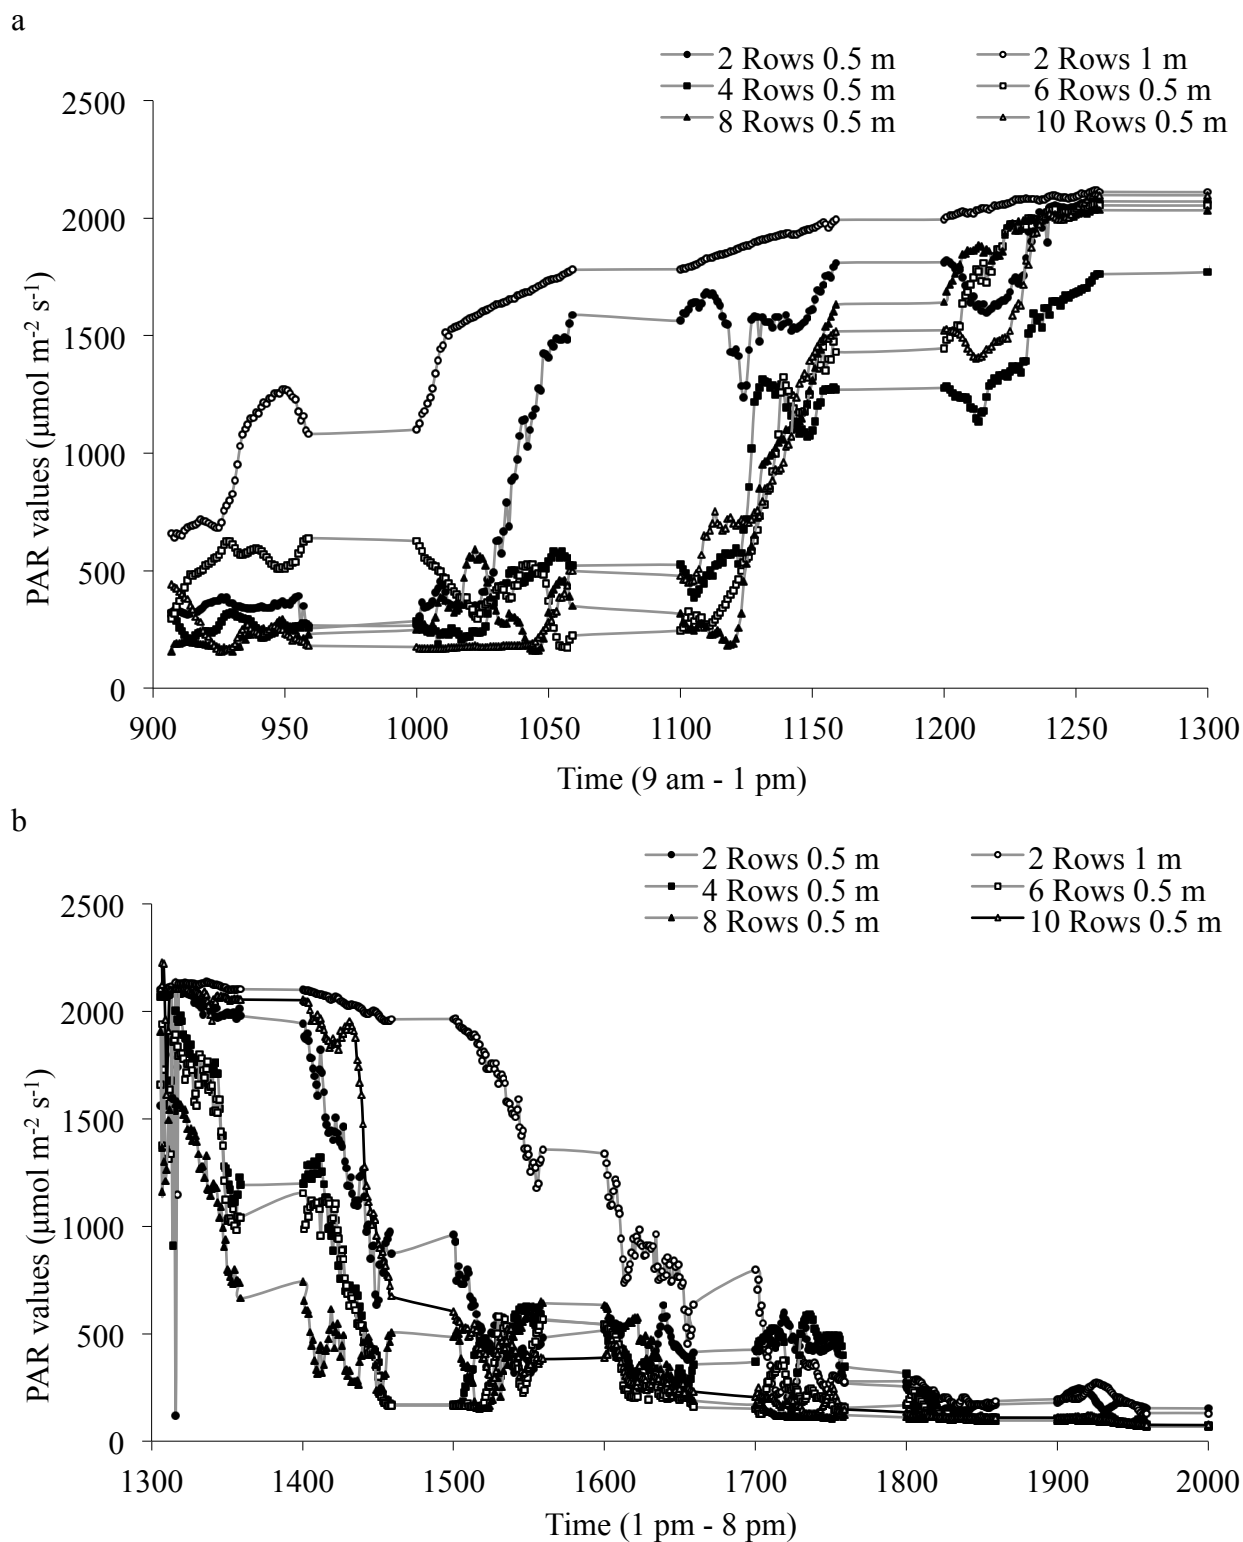 a
2 Rows 0.5 m 2 Rows 1 m
4 Rows 0.5 m 6 Rows 0.5 m
8 Rows 0.5 m 10 Rows 0.5 m
2500
2000
1500
1000
500
0
PAR values (µmol m⁻² s⁻¹)
900 950 1000 1050 1100 1150 1200 1250 1300
Time (9 am - 1 pm)
b
2 Rows 0.5 m 2 Rows 1 m
4 Rows 0.5 m 6 Rows 0.5 m
8 Rows 0.5 m 10 Rows 0.5 m
2500
2000
1500
1000
500
0
PAR values (µmol m⁻² s⁻¹)
1300 1400 1500 1600 1700 1800 1900 2000
Time (1 pm - 8 pm)